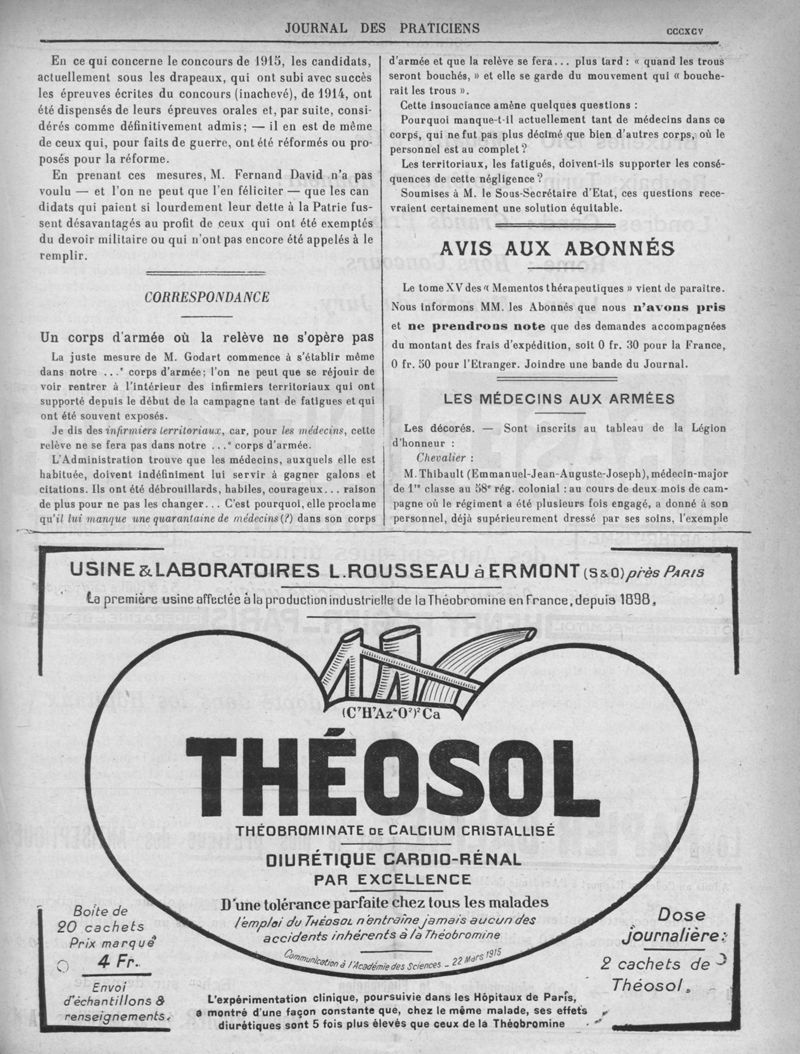 JOURNAL DES PRATICIENS
CCCXCV
En ce qui concerne le concours de 1915, les candidats,
actuellement sous les drapeaux, qui ont subi avec succès
les épreuves écrites du concours (inachevé), de 1914, ont
été dispensés de leurs épreuves orales et, par suite, consi-
dérés comme définitivement admis ; — il en est de même
de ceux qui, pour faits de guerre, ont été réformés ou pro-
posés pour la réforme.
En prenant ces mesures, M. Fernand David n'a pas
voulu — et l'on ne peut que l'en féliciter — que les can
didats qui paient si lourdement leur dette à la Patrie fus-
sent désavantagés au profit de ceux qui ont été exemptés
du devoir militaire ou qui n'ont pas encore été appelés à le
remplir.
CORRESPONDANCE
Un corps d'armée où la relève ne s'opère pas
La juste mesure de M. Godart commence à s'établir même
dans notre ...e corps d'armée; l'on ne peut que se réjouir de
voir rentrer à l'intérieur des infirmiers territoriaux qui ont
supporté depuis le début de la campagne tant de fatigues et qui
ont été souvent exposés.
Je dis des infirmiers territoriaux, car, pour les médecins, cette
relève ne se fera pas dans notre ...e corps d'armée.
L'Administration trouve que les médecins, auxquels elle est
habituée, doivent indéfiniment lui servir à gagner galons et
citations. Ils ont été débrouillards, habiles, courageux... raison
de plus pour ne pas les changer... C'est pourquoi, elle proclame
qu'il lui manque une quarantaine de médecins (?) dans son corps
d'armée et que la relève se fera... plus tard : « quand les trous
seront bouchés, » et elle se garde du mouvement qui « bouche-
rait les trous ».
Cette insouciance amène quelques questions :
Pourquoi manque-t-il actuellement tant de médecins dans ce
corps, qui ne fut pas plus décimé que bien d'autres corps, où le
personnel est au complet ?
Les territoriaux, les fatigués, doivent-ils supporter les consé-
quences de cette négligence ?
Soumises à M. le Sous-Secrétaire d'Etat, ces questions rece-
vraient certainement une solution équitable.
AVIS AUX ABONNÉS
Le tome XV des « Mementos thérapeutiques » vient de paraître.
Nous informons MM. les Abonnés que nous n'avons pris
et ne prendrons note que des demandes accompagnées
du montant des frais d'expédition, soit 0 fr. 30 pour la France,
0 fr. 50 pour l'Etranger. Joindre une bande du Journal.
LES MÉDECINS AUX ARMÉES
Les décorés. — Sont inscrits au tableau de la Légion
d'honneur :
Chevalier :
M. Thibault (Emmanuel-Jean-Auguste-Joseph), médecin-major
de 1re classe au 58e rég. colonial : au cours de deux mois de cam-
pagne où le régiment a été plusieurs fois engagé, a donné à son
personnel, déjà supérieurement dressé par ses soins, l'exemple
USINE & LABORATOIRES L. ROUSSEAU à ERMONT (S & O) près PARIS
La première usine affectée à la production industrielle de la Théobromine en France, depuis 1898.
(C⁷H⁷Az⁴O²)² Ca
THÉOSOL
THÉOBROMINATE DE CALCIUM CRISTALLISÉ
DIURÉTIQUE CARDIO-RÉNAL
PAR EXCELLENCE
D'une tolérance parfaite chez tous les malades
l'emploi du THÉOSOL n'entraîne jamais aucun des
accidents inhérents à la Théobromine
Communication à l'Académie des Sciences _ 22 Mars 1915
Boîte de
20 cachets
Prix marqué
4 Fr.
Envoi
d'échantillons &
renseignements.
Dose
journalière:
2 cachets de
Théosol.
L'expérimentation clinique, poursuivie dans les Hôpitaux de Paris,
a montré d'une façon constante que, chez le même malade, ses effets
diurétiques sont 5 fois plus élevés que ceux de la Théobromine